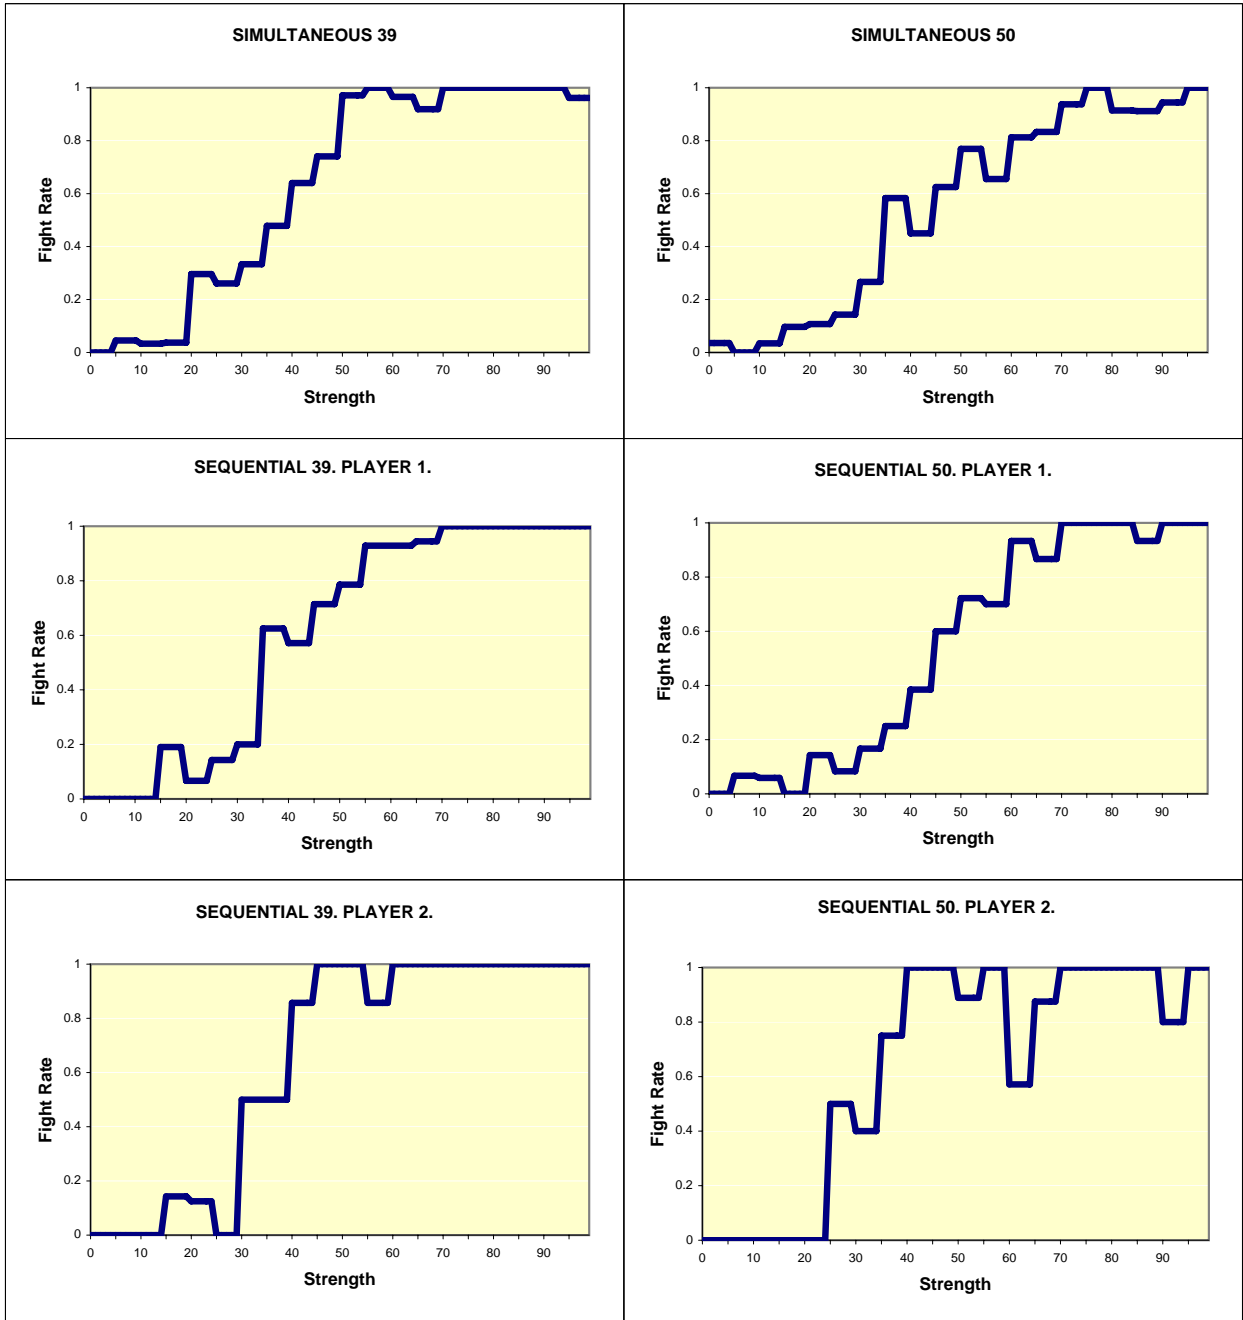 SIMULTANEOUS 39
1
0.8
0.6
0.4
0.2
0
Fight Rate
0 10 20 30 40 50 60 70 80 90
Strength
SIMULTANEOUS 50
1
0.8
0.6
0.4
0.2
0
Fight Rate
0 10 20 30 40 50 60 70 80 90
Strength
SEQUENTIAL 39. PLAYER 1.
1
0.8
0.6
0.4
0.2
0
Fight Rate
0 10 20 30 40 50 60 70 80 90
Strength
SEQUENTIAL 50. PLAYER 1.
1
0.8
0.6
0.4
0.2
0
Fight Rate
0 10 20 30 40 50 60 70 80 90
Strength
SEQUENTIAL 39. PLAYER 2.
1
0.8
0.6
0.4
0.2
0
Fight Rate
0 10 20 30 40 50 60 70 80 90
Strength
SEQUENTIAL 50. PLAYER 2.
1
0.8
0.6
0.4
0.2
0
Fight Rate
0 10 20 30 40 50 60 70 80 90
Strength